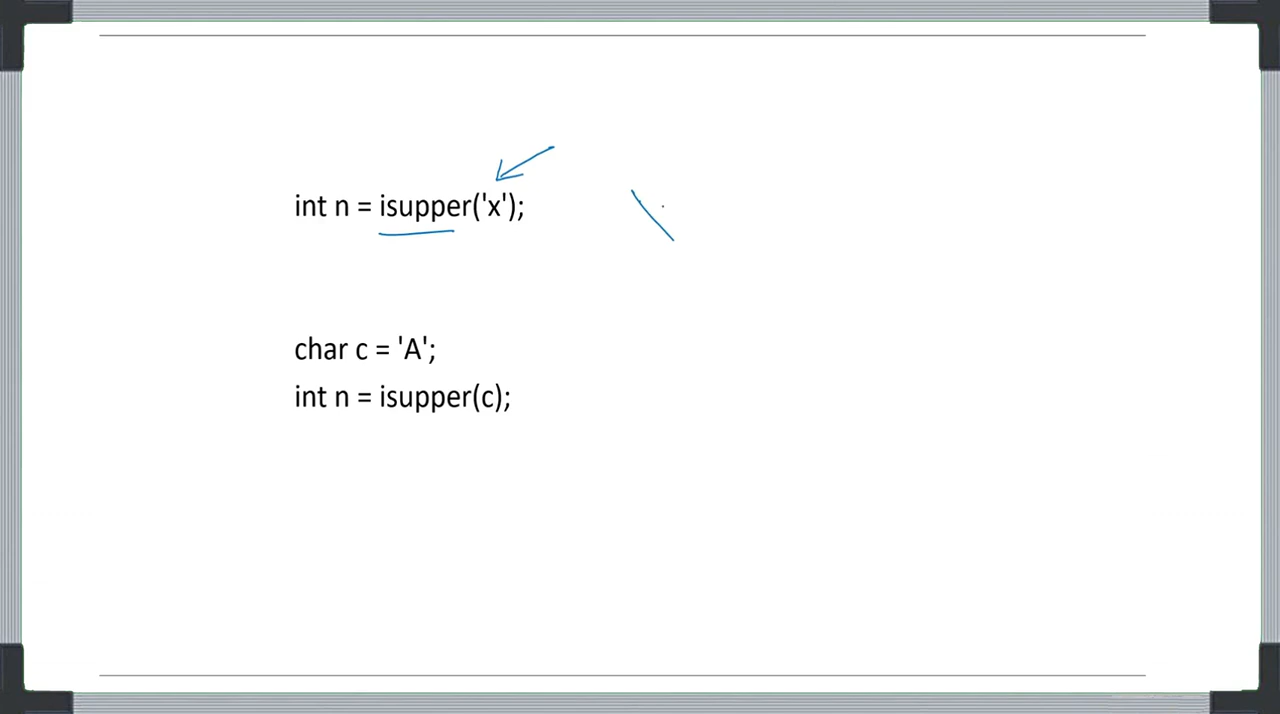 int n = isupper('x');
char c = 'A';
int n = isupper(c);